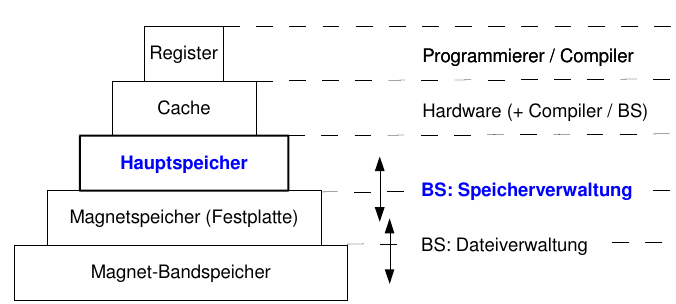 Register
Programmierer / Compiler
Cache
Hardware (+ Compiler / BS)
Hauptspeicher
BS: Speicherverwaltung
Magnetspeicher (Festplatte)
BS: Dateiverwaltung
Magnet-Bandspeicher